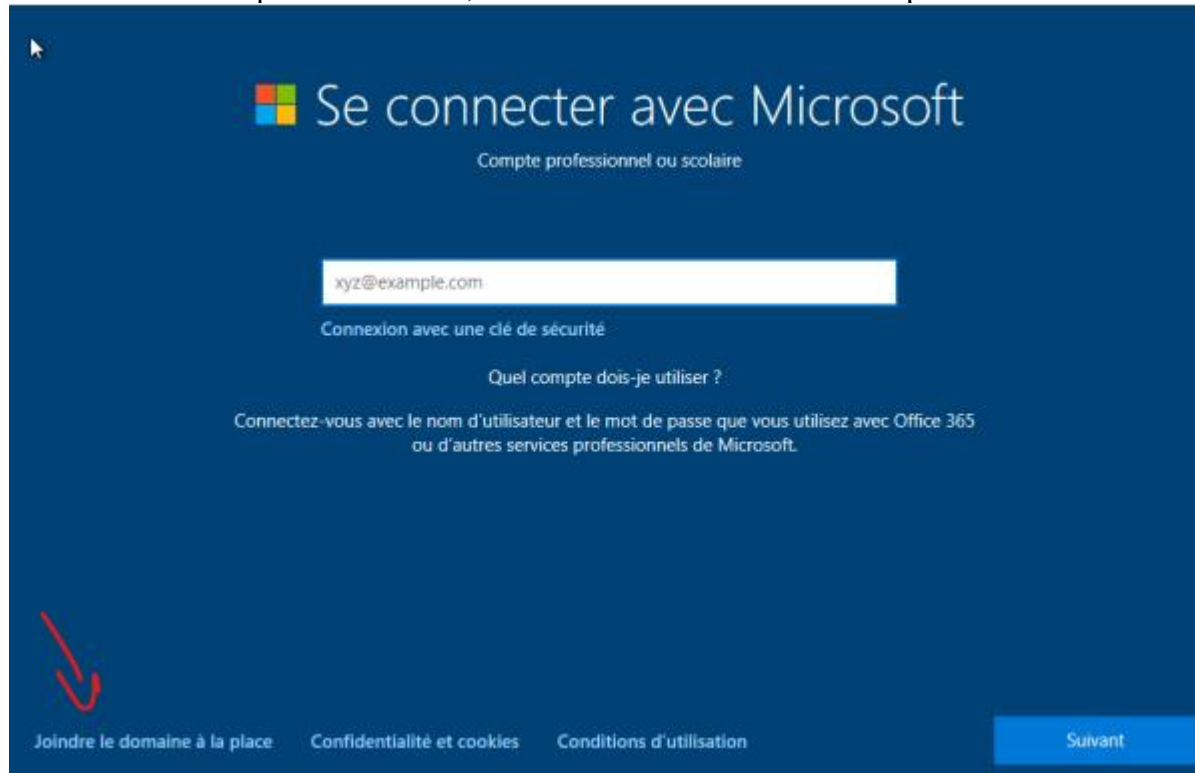 Se connecter avec Microsoft
Compte professionnel ou scolaire
xyz@example.com
Connexion avec une clé de sécurité
Quel compte dois-je utiliser ?
Connectez-vous avec le nom d'utilisateur et le mot de passe que vous utilisez avec Office 365
ou d'autres services professionnels de Microsoft.
Joindre le domaine à la place Confidentialité et cookies Conditions d'utilisation Suivant